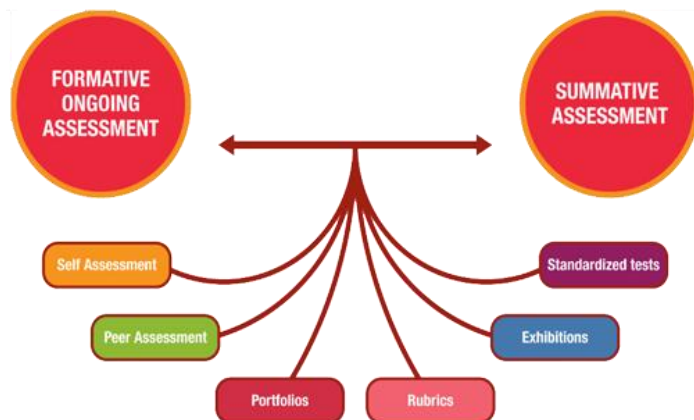 FORMATIVE
ONGOING
ASSESSMENT
SUMMATIVE
ASSESSMENT
Self Assessment
Standardized tests
Peer Assessment
Exhibitions
Portfolios
Rubrics